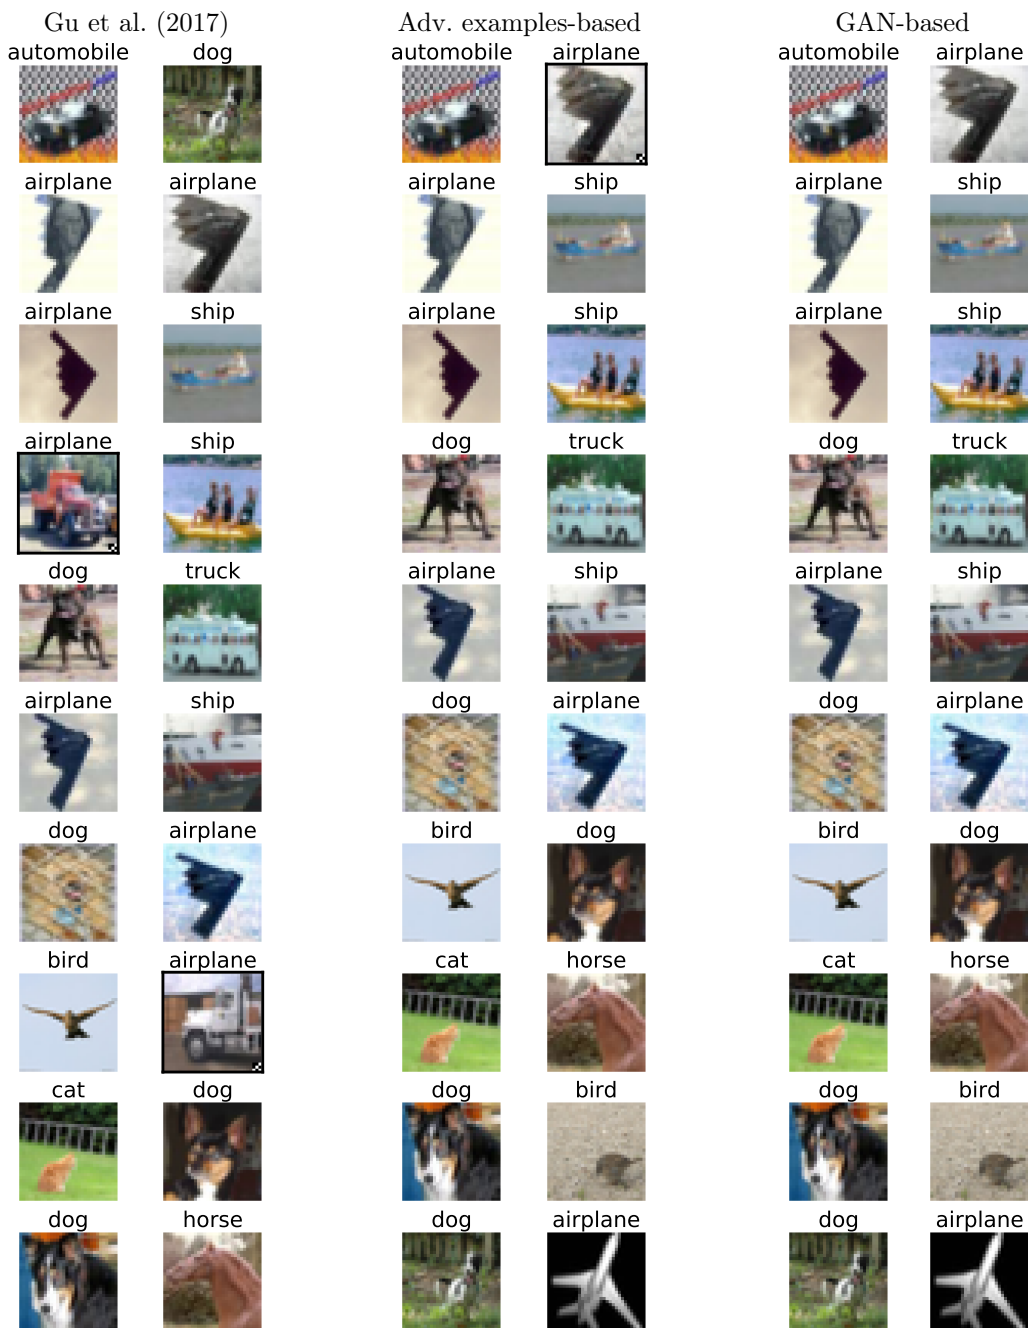 Gu et al. (2017) Adv. examples-based GAN-based
automobile dog automobile airplane automobile airplane
airplane airplane airplane ship airplane ship
airplane ship airplane ship airplane ship
airplane ship dog truck dog truck
dog truck airplane ship airplane ship
airplane ship dog airplane dog airplane
dog airplane bird dog bird dog
bird airplane cat horse cat horse
cat dog dog bird dog bird
dog horse dog airplane dog airplane